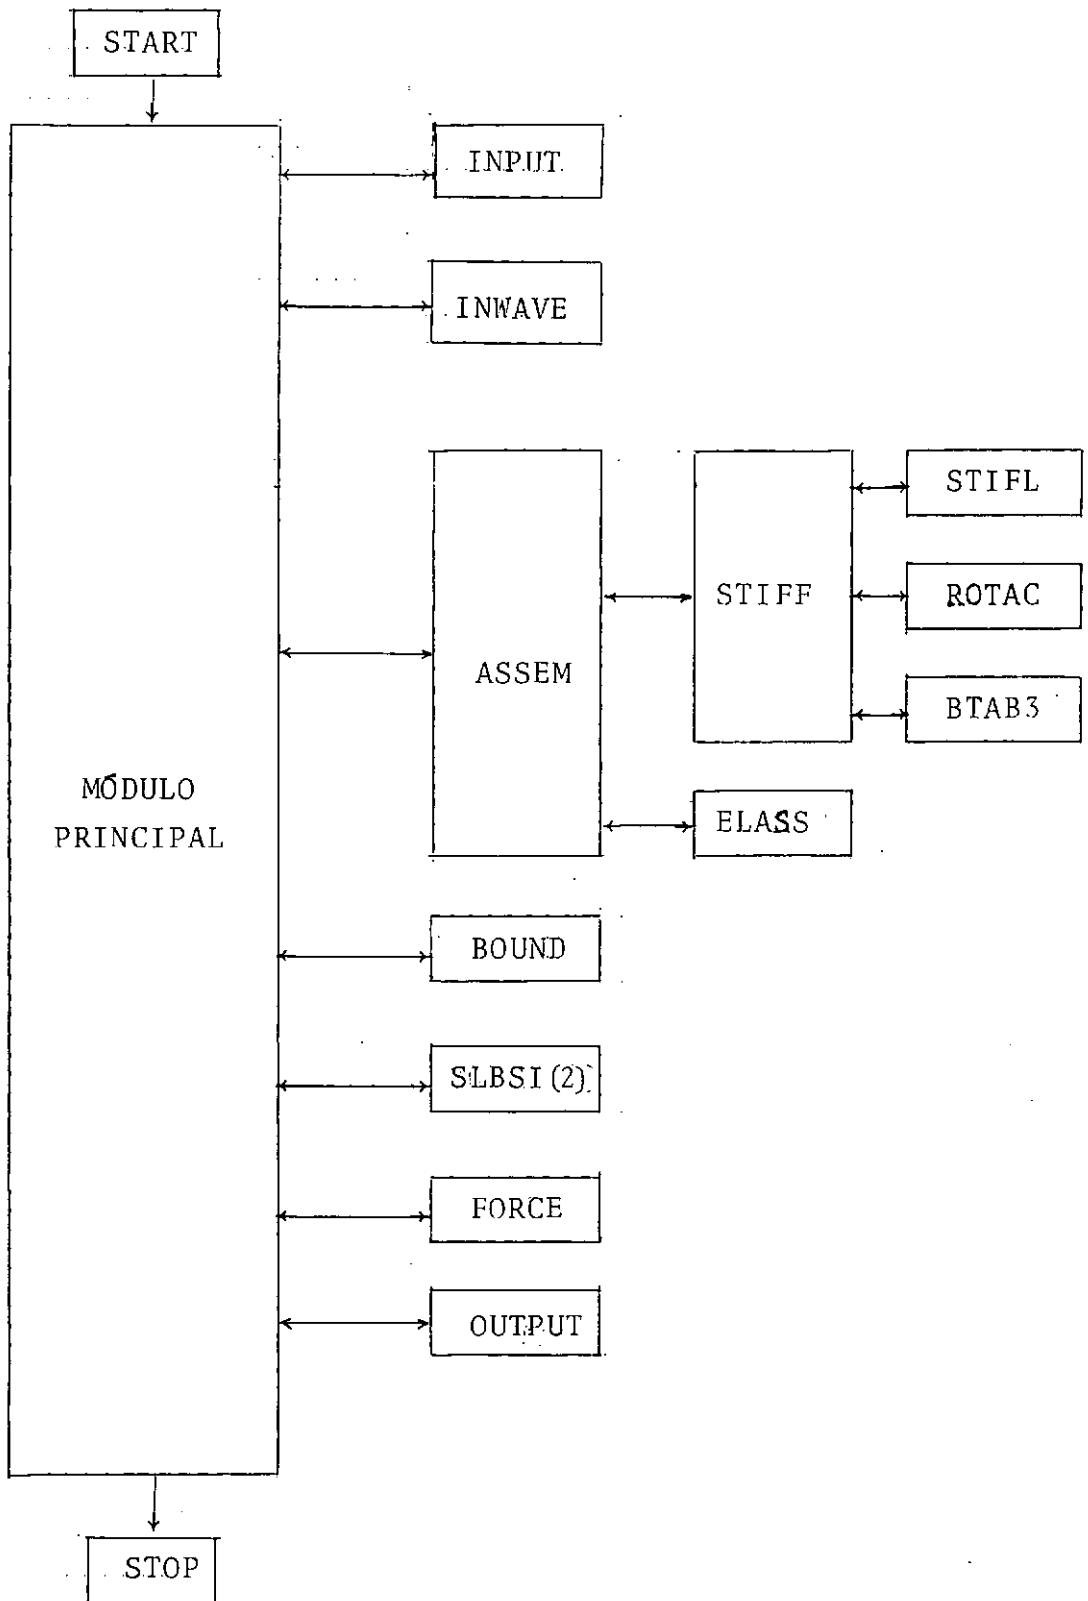 START
INPUT
INWAVE
STIFL
STIFF
ROTAC
ASSEM
BTAB3
MÓDULO
PRINCIPAL
ELASS
BOUND
SLBSI(2)
FORCE
OUTPUT
STOP